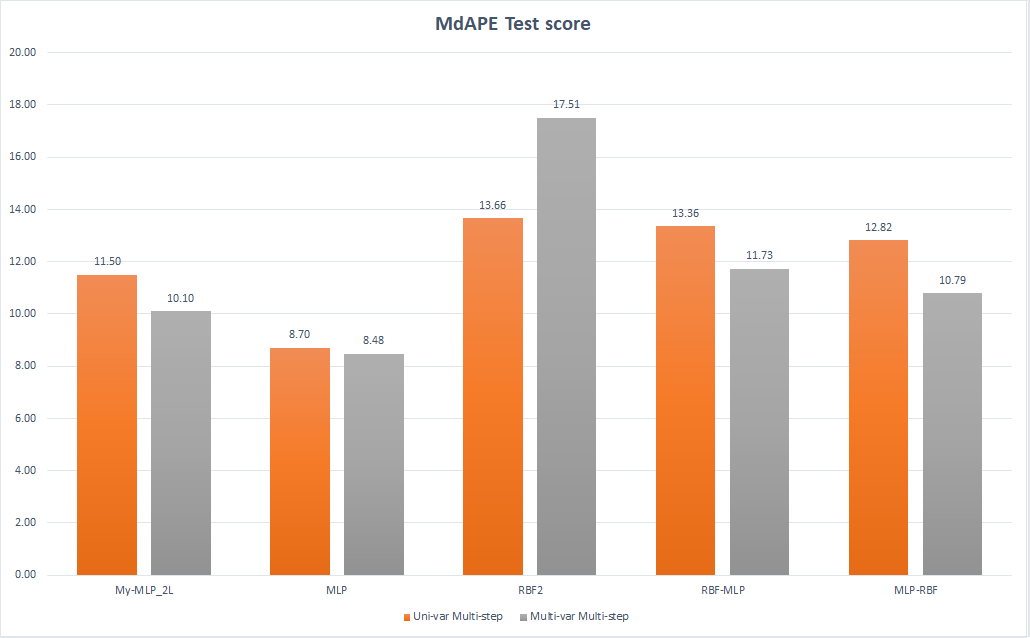 MdAPE Test score
20.00
18.00
16.00
14.00
12.00
10.00
8.00
6.00
4.00
2.00
0.00
11.50
10.10
8.70
8.48
13.66
17.51
13.36
11.73
12.82
10.79
My-MLP_2L
MLP
RBF2
RBF-MLP
MLP-RBF
Uni-var Multi-step
Multi-var Multi-step